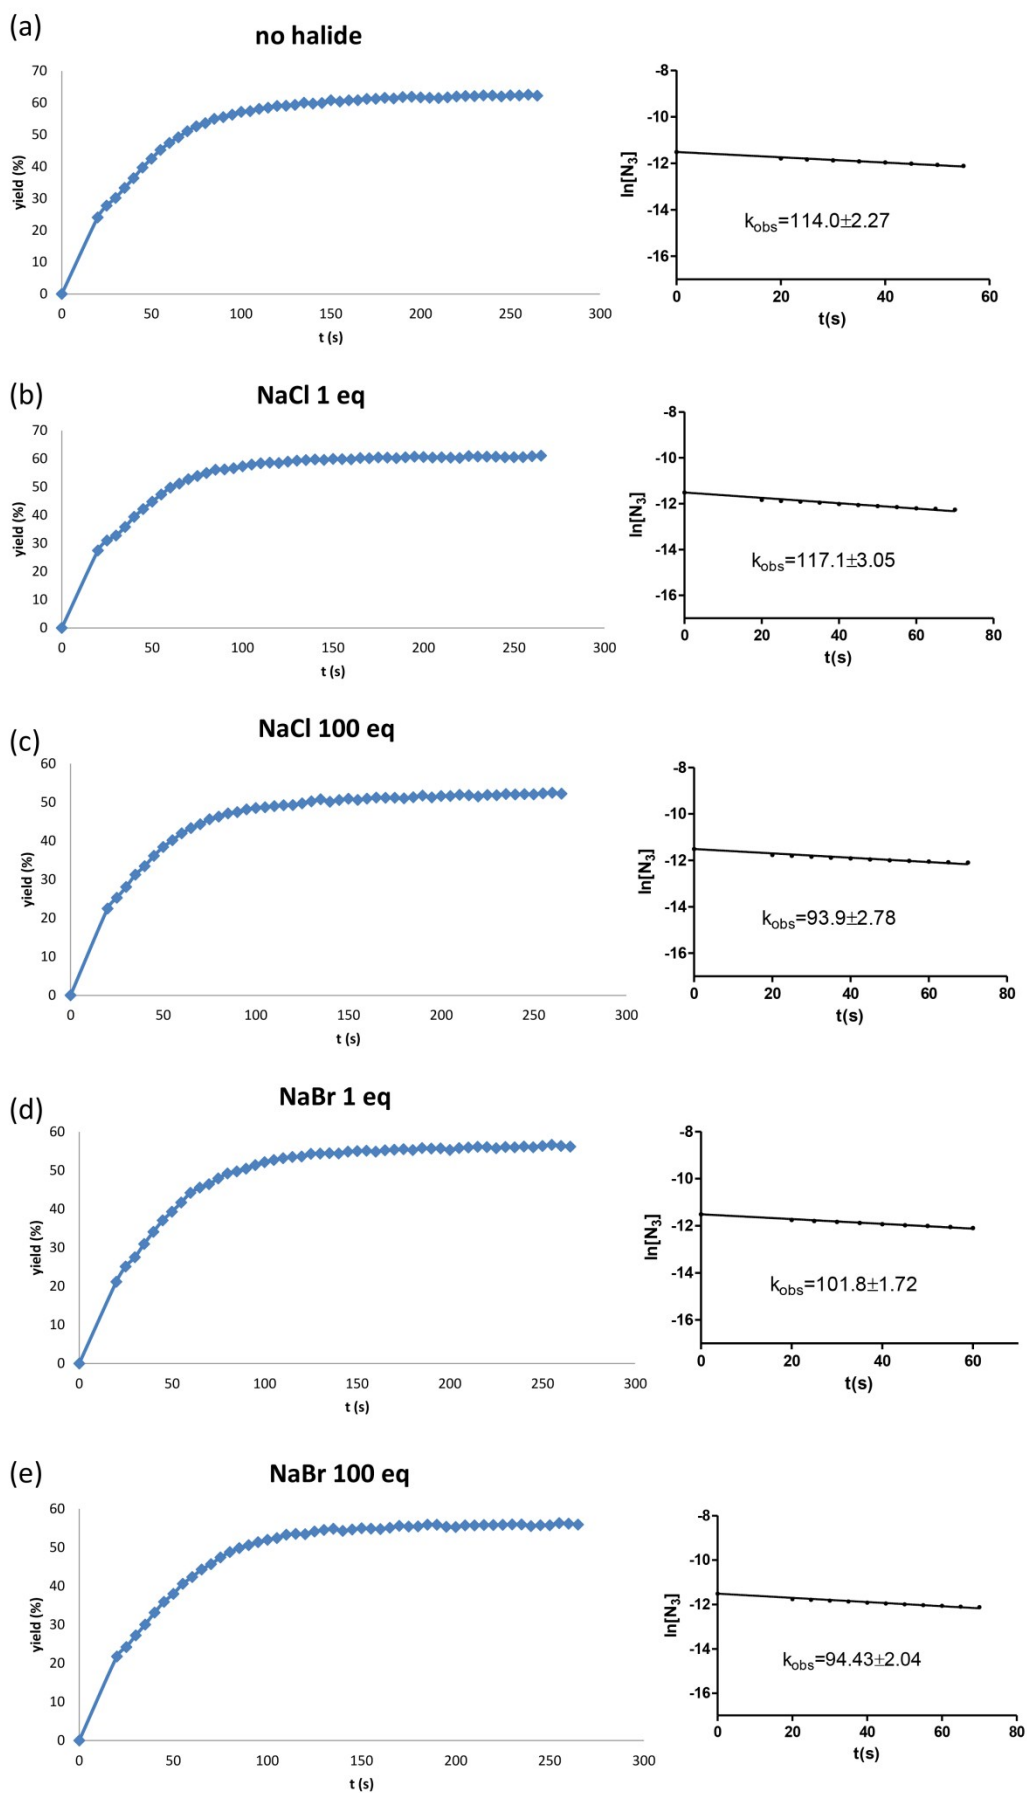 (a)
no halide
70
60
50
40
30
20
10
0
yield (%)
0 50 100 150 200 250 300
t (s)
-8
-10
-12
-14
-16
ln[N3]
kobs=114.0±2.27
0 20 40 60
t(s)
(b)
NaCl 1 eq
70
60
50
40
30
20
10
0
yield (%)
0 50 100 150 200 250 300
t (s)
-8
-10
-12
-14
-16
ln[N3]
kobs=117.1±3.05
0 20 40 60 80
t(s)
(c)
NaCl 100 eq
60
50
40
30
20
10
0
yield (%)
0 50 100 150 200 250 300
t (s)
-8
-10
-12
-14
-16
ln[N3]
kobs=93.9±2.78
0 20 40 60 80
t(s)
(d)
NaBr 1 eq
60
50
40
30
20
10
0
yield (%)
0 50 100 150 200 250 300
t (s)
-8
-10
-12
-14
-16
ln[N3]
kobs=101.8±1.72
0 20 40 60
t(s)
(e)
NaBr 100 eq
60
50
40
30
20
10
0
yield (%)
0 50 100 150 200 250 300
t (s)
-8
-10
-12
-14
-16
ln[N3]
kobs=94.43±2.04
0 20 40 60 80
t(s)